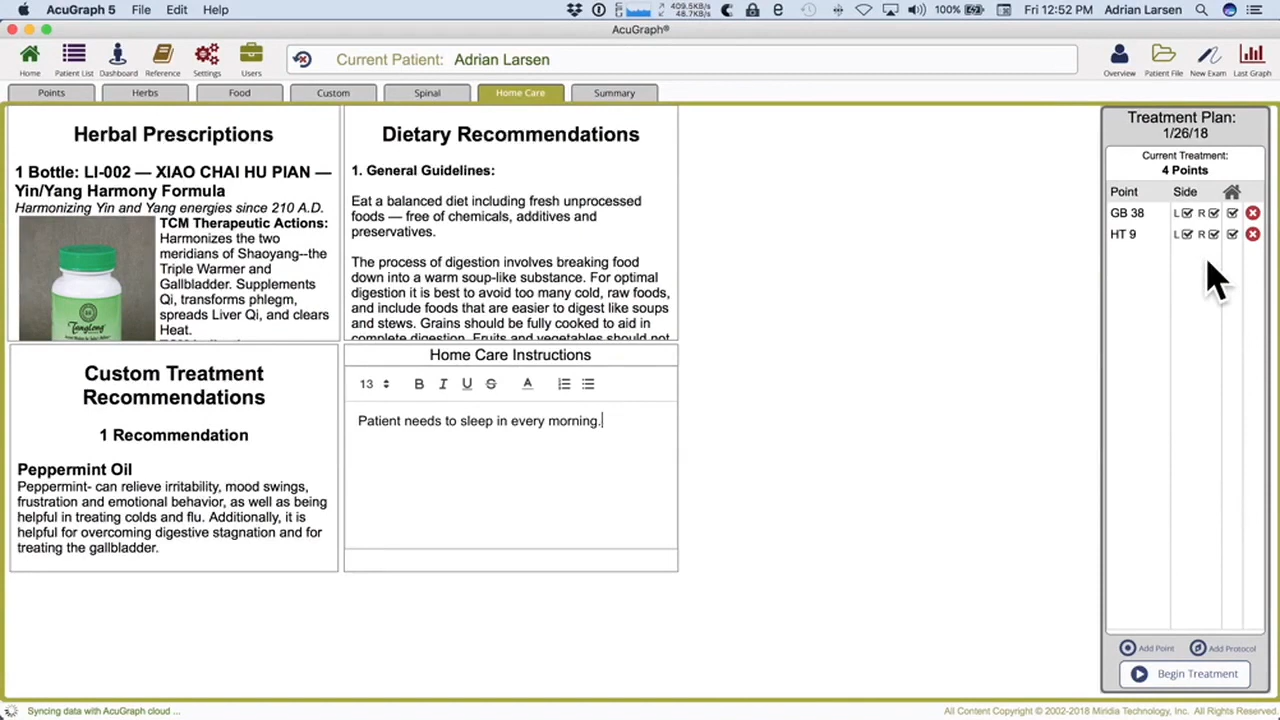 AcuGraph 5 File Edit Help
409.5KB/s
48.7KB/s
100% Fri 12:52 PM Adrian Larsen
AcuGraph®
Home Patient List Dashboard Reference Settings Users
Current Patient: Adrian Larsen
Overview Patient File New Exam Last Graph
Points Herbs Food Custom Spinal Home Care Summary
Herbal Prescriptions
1 Bottle: LI-002 — XIAO CHAI HU PIAN —
Yin/Yang Harmony Formula
Harmonizing Yin and Yang energies since 210 A.D.
TCM Therapeutic Actions:
Harmonizes the two
meridians of Shaoyang--the
Triple Warmer and
Gallbladder. Supplements
Qi, transforms phlegm,
spreads Liver Qi, and clears
Heat.
Tanglong
Dietary Recommendations
1. General Guidelines:
Eat a balanced diet including fresh unprocessed
foods — free of chemicals, additives and
preservatives.
The process of digestion involves breaking food
down into a warm soup-like substance. For optimal
digestion it is best to avoid too many cold, raw foods,
and include foods that are easier to digest like soups
and stews. Grains should be fully cooked to aid in
complete digestion. Fruits and vegetables should not
Custom Treatment
Recommendations
1 Recommendation
Peppermint Oil
Peppermint- can relieve irritability, mood swings,
frustration and emotional behavior, as well as being
helpful in treating colds and flu. Additionally, it is
helpful for overcoming digestive stagnation and for
treating the gallbladder.
Home Care Instructions
13 B I U S A
Patient needs to sleep in every morning.
Treatment Plan:
1/26/18
Current Treatment:
4 Points
Point Side
GB 38 L R
HT 9 L R
Add Point Add Protocol
Begin Treatment
Syncing data with AcuGraph cloud ...
All Content Copyright © 2002-2018 Miridia Technology, Inc. All Rights Reserved.